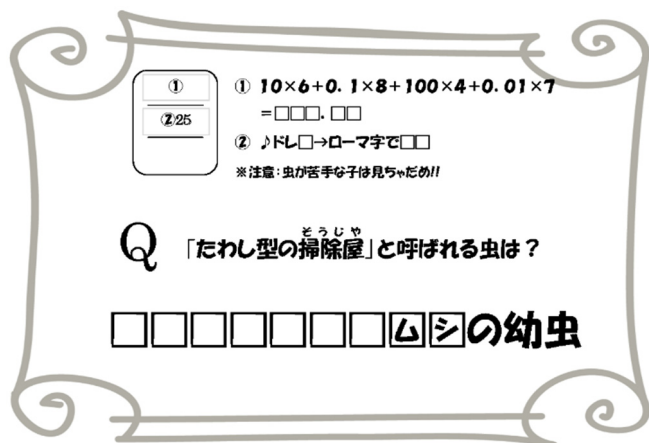 ①
②25
① 10×6+0.1×8+100×4+0.01×7
=□□□.□□
② ♪ドレ□→ローマ字で□□
※注意:虫が苦手な子は見ちゃだめ!!
Q 「たわし型の掃除屋」と呼ばれる虫は?
そうじや
□□□□□□□ムシの幼虫